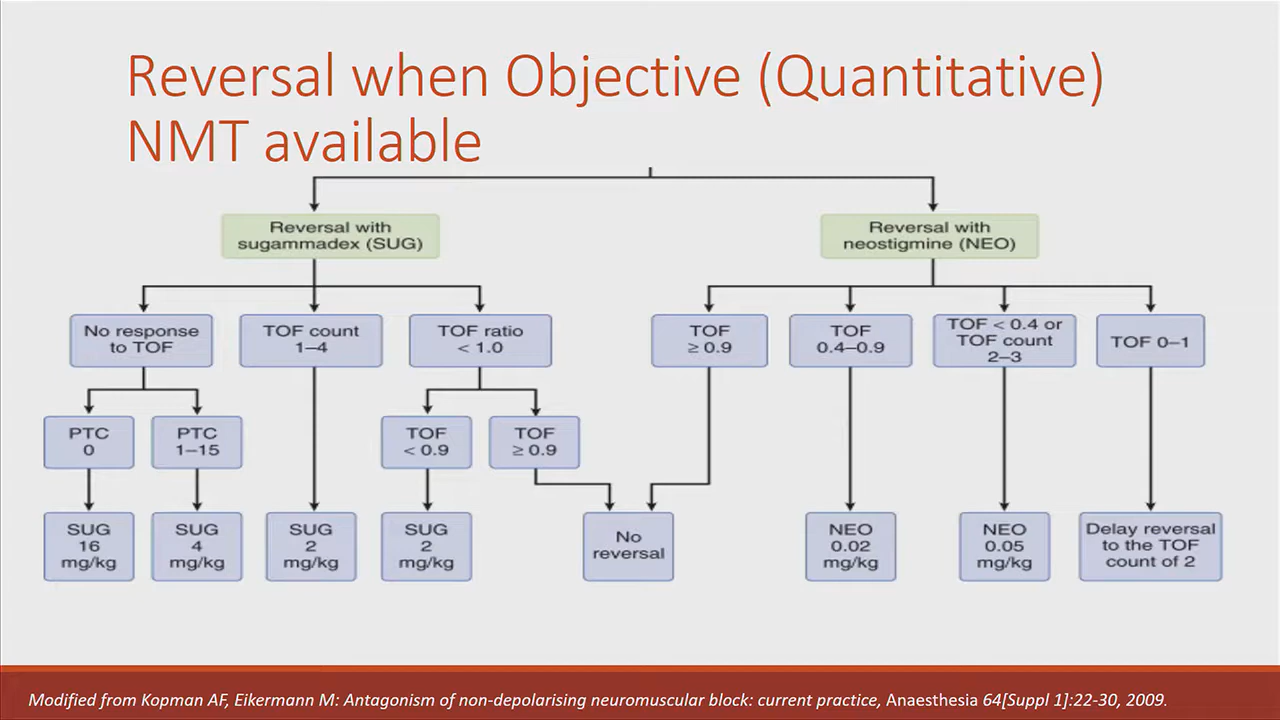 Reversal when Objective (Quantitative)
NMT available
Reversal with
sugammadex (SUG)
Reversal with
neostigmine (NEO)
No response
to TOF
TOF count
1–4
TOF ratio
< 1.0
TOF
≥ 0.9
TOF
0.4–0.9
TOF < 0.4 or
TOF count
2–3
TOF 0–1
PTC
0
PTC
1–15
TOF
< 0.9
TOF
≥ 0.9
SUG
16
mg/kg
SUG
4
mg/kg
SUG
2
mg/kg
SUG
2
mg/kg
No
reversal
NEO
0.02
mg/kg
NEO
0.05
mg/kg
Delay reversal
to the TOF
count of 2
Modified from Kopman AF, Eikermann M: Antagonism of non-depolarising neuromuscular block: current practice, Anaesthesia 64[Suppl 1]:22-30, 2009.